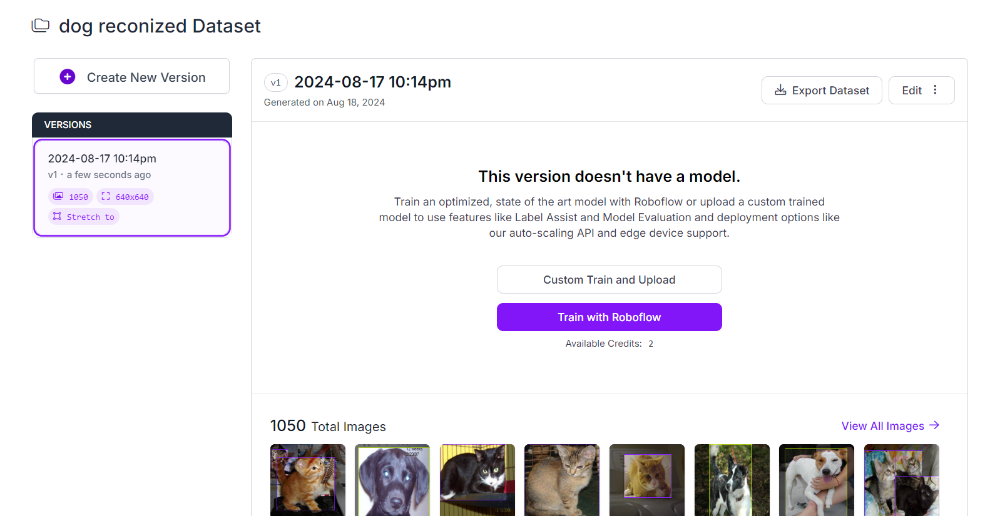 dog reconized Dataset
Create New Version
VERSIONS
2024-08-17 10:14pm
v1 · a few seconds ago
1050
640x640
Stretch to
v1
2024-08-17 10:14pm
Generated on Aug 18, 2024
Export Dataset
Edit
This version doesn't have a model.
Train an optimized, state of the art model with Roboflow or upload a custom trained
model to use features like Label Assist and Model Evaluation and deployment options like
our auto-scaling API and edge device support.
Custom Train and Upload
Train with Roboflow
Available Credits: 2
1050 Total Images
View All Images
12 weeks